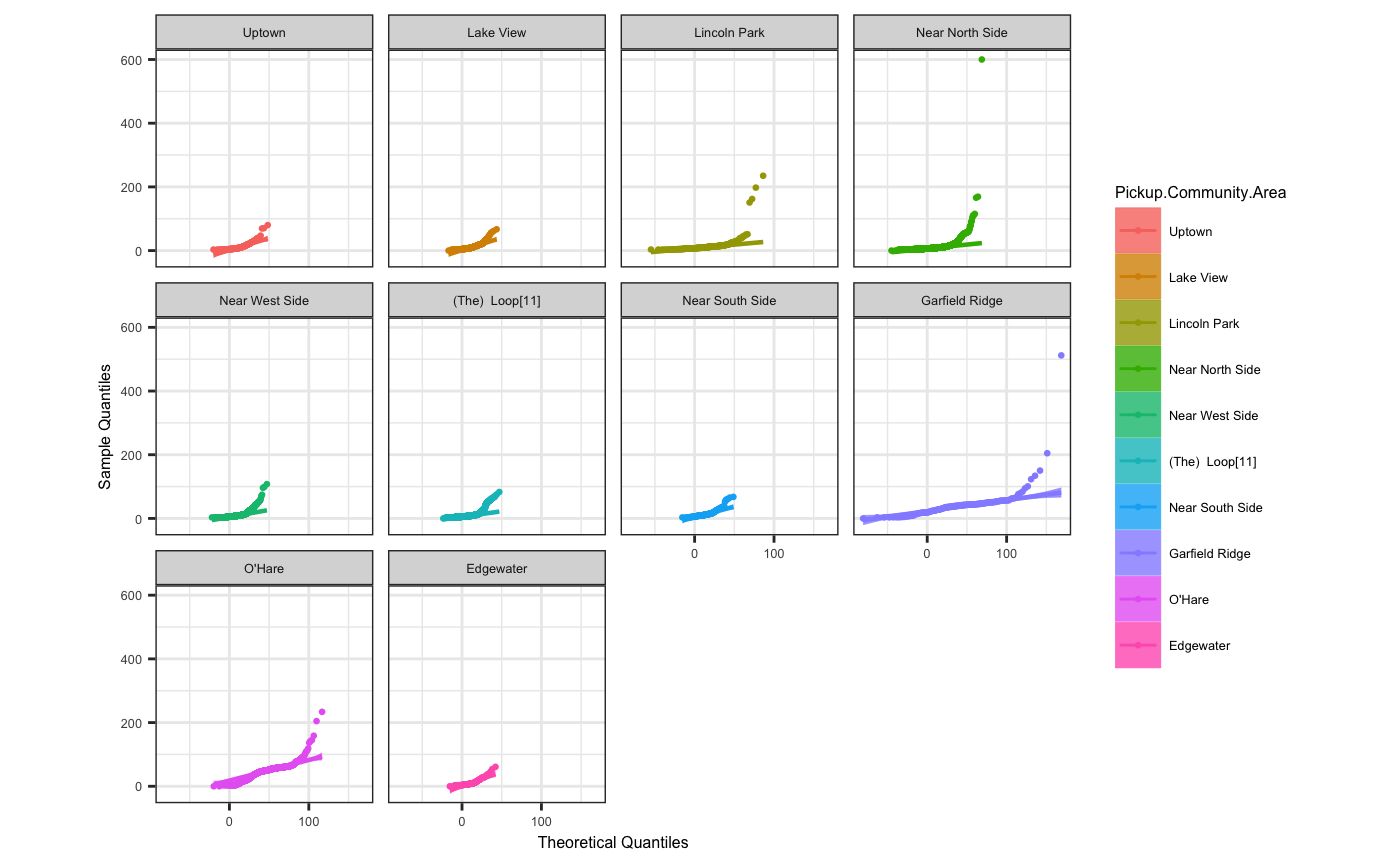 Uptown
Lake View
Lincoln Park
Near North Side
600
400
200
0
Near West Side
(The)  Loop[11]
Near South Side
Garfield Ridge
600
400
200
0
0
100
0
100
O'Hare
Edgewater
600
400
200
0
0
100
0
100
Sample Quantiles
Theoretical Quantiles
Pickup.Community.Area
Uptown
Lake View
Lincoln Park
Near North Side
Near West Side
(The)  Loop[11]
Near South Side
Garfield Ridge
O'Hare
Edgewater